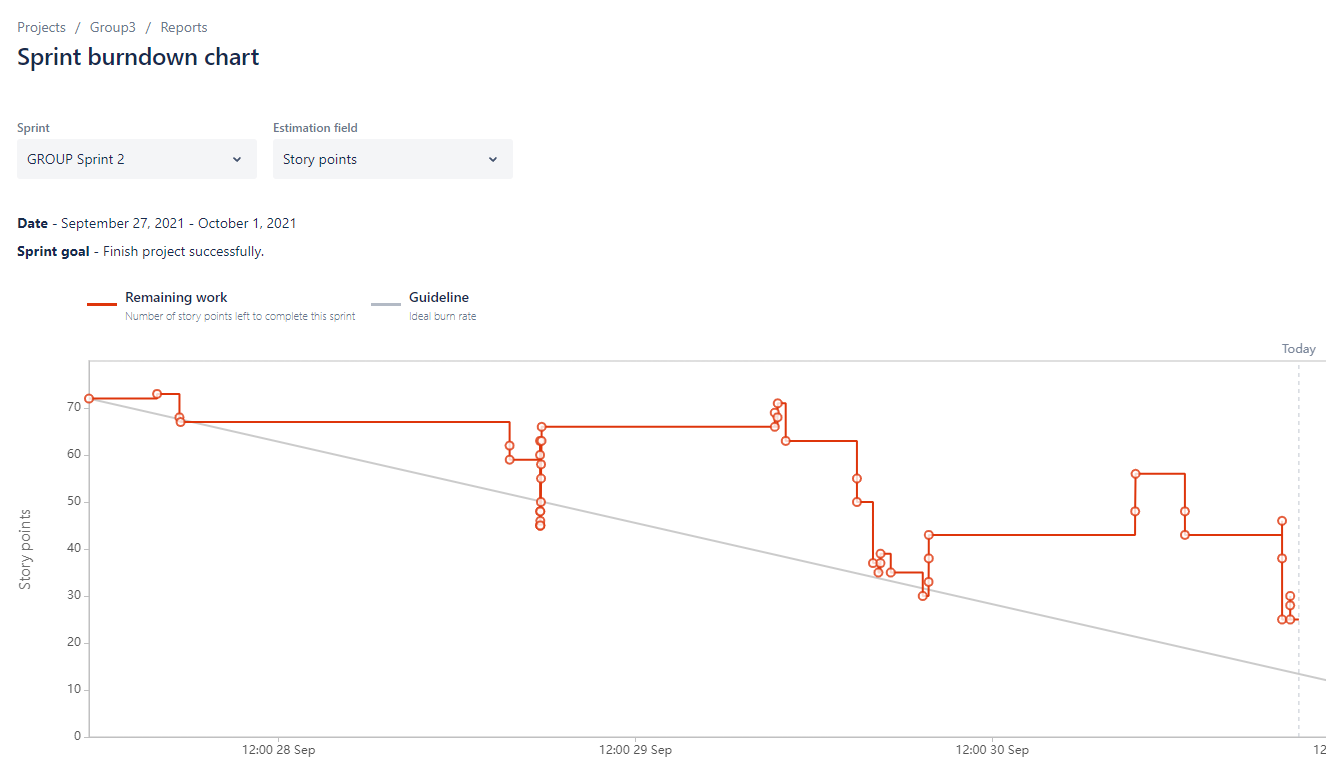 Projects / Group3 / Reports
Sprint burndown chart
Sprint Estimation field
GROUP Sprint 2 Story points
Date - September 27, 2021 - October 1, 2021
Sprint goal - Finish project successfully.
Remaining work Guideline
Number of story points left to complete this sprint Ideal burn rate
Today
70
60
50
40
30
20
10
0
Story points
12:00 28 Sep 12:00 29 Sep 12:00 30 Sep 12